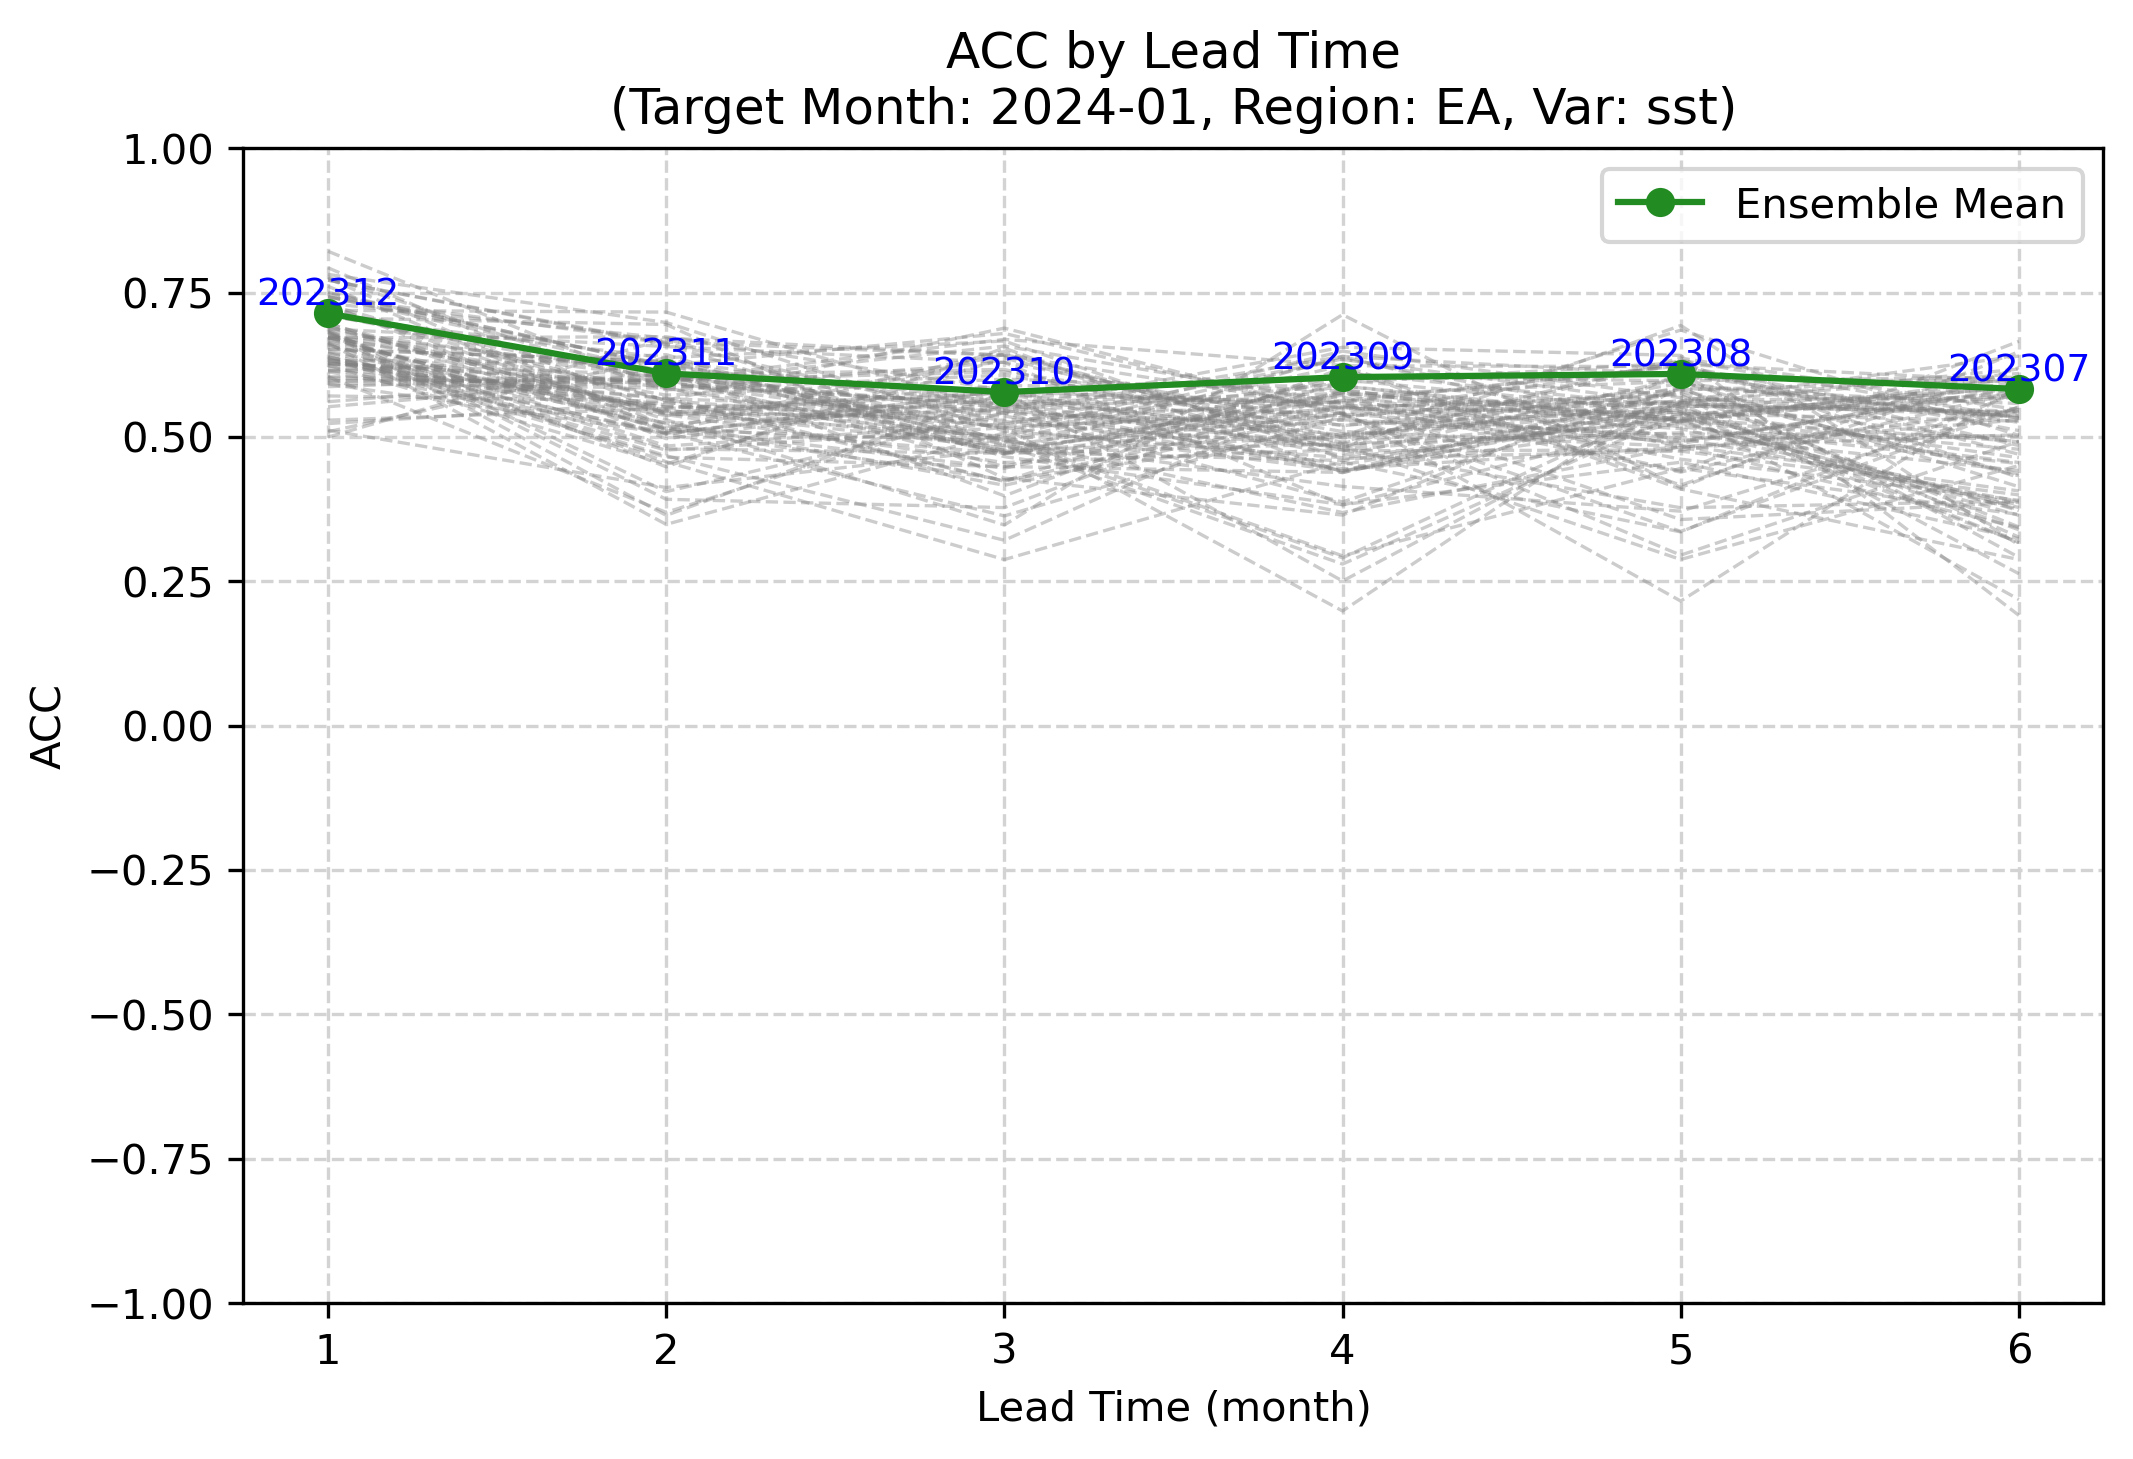 ACC by Lead Time
(Target Month: 2024-01, Region: EA, Var: sst)
1.00
0.75
0.50
0.25
0.00
−0.25
−0.50
−0.75
−1.00
ACC
Ensemble Mean
202312
202311
202310
202309
202308
202307
1 2 3 4 5 6
Lead Time (month)